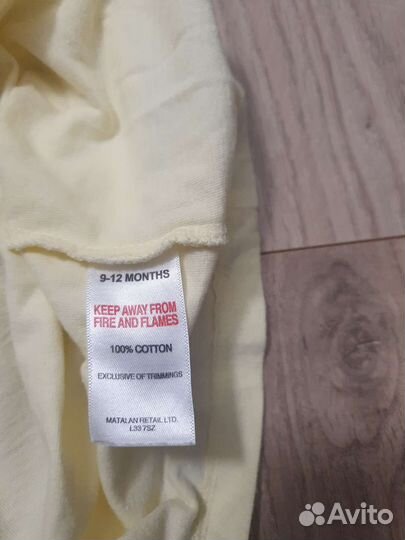 9-12 MONTHS
KEEP AWAY FROM
FIRE AND FLAMES
100% COTTON
EXCLUSIVE OF TRIMMINGS
MATALAN RETAIL LTD.
L33 7SZ
Avito